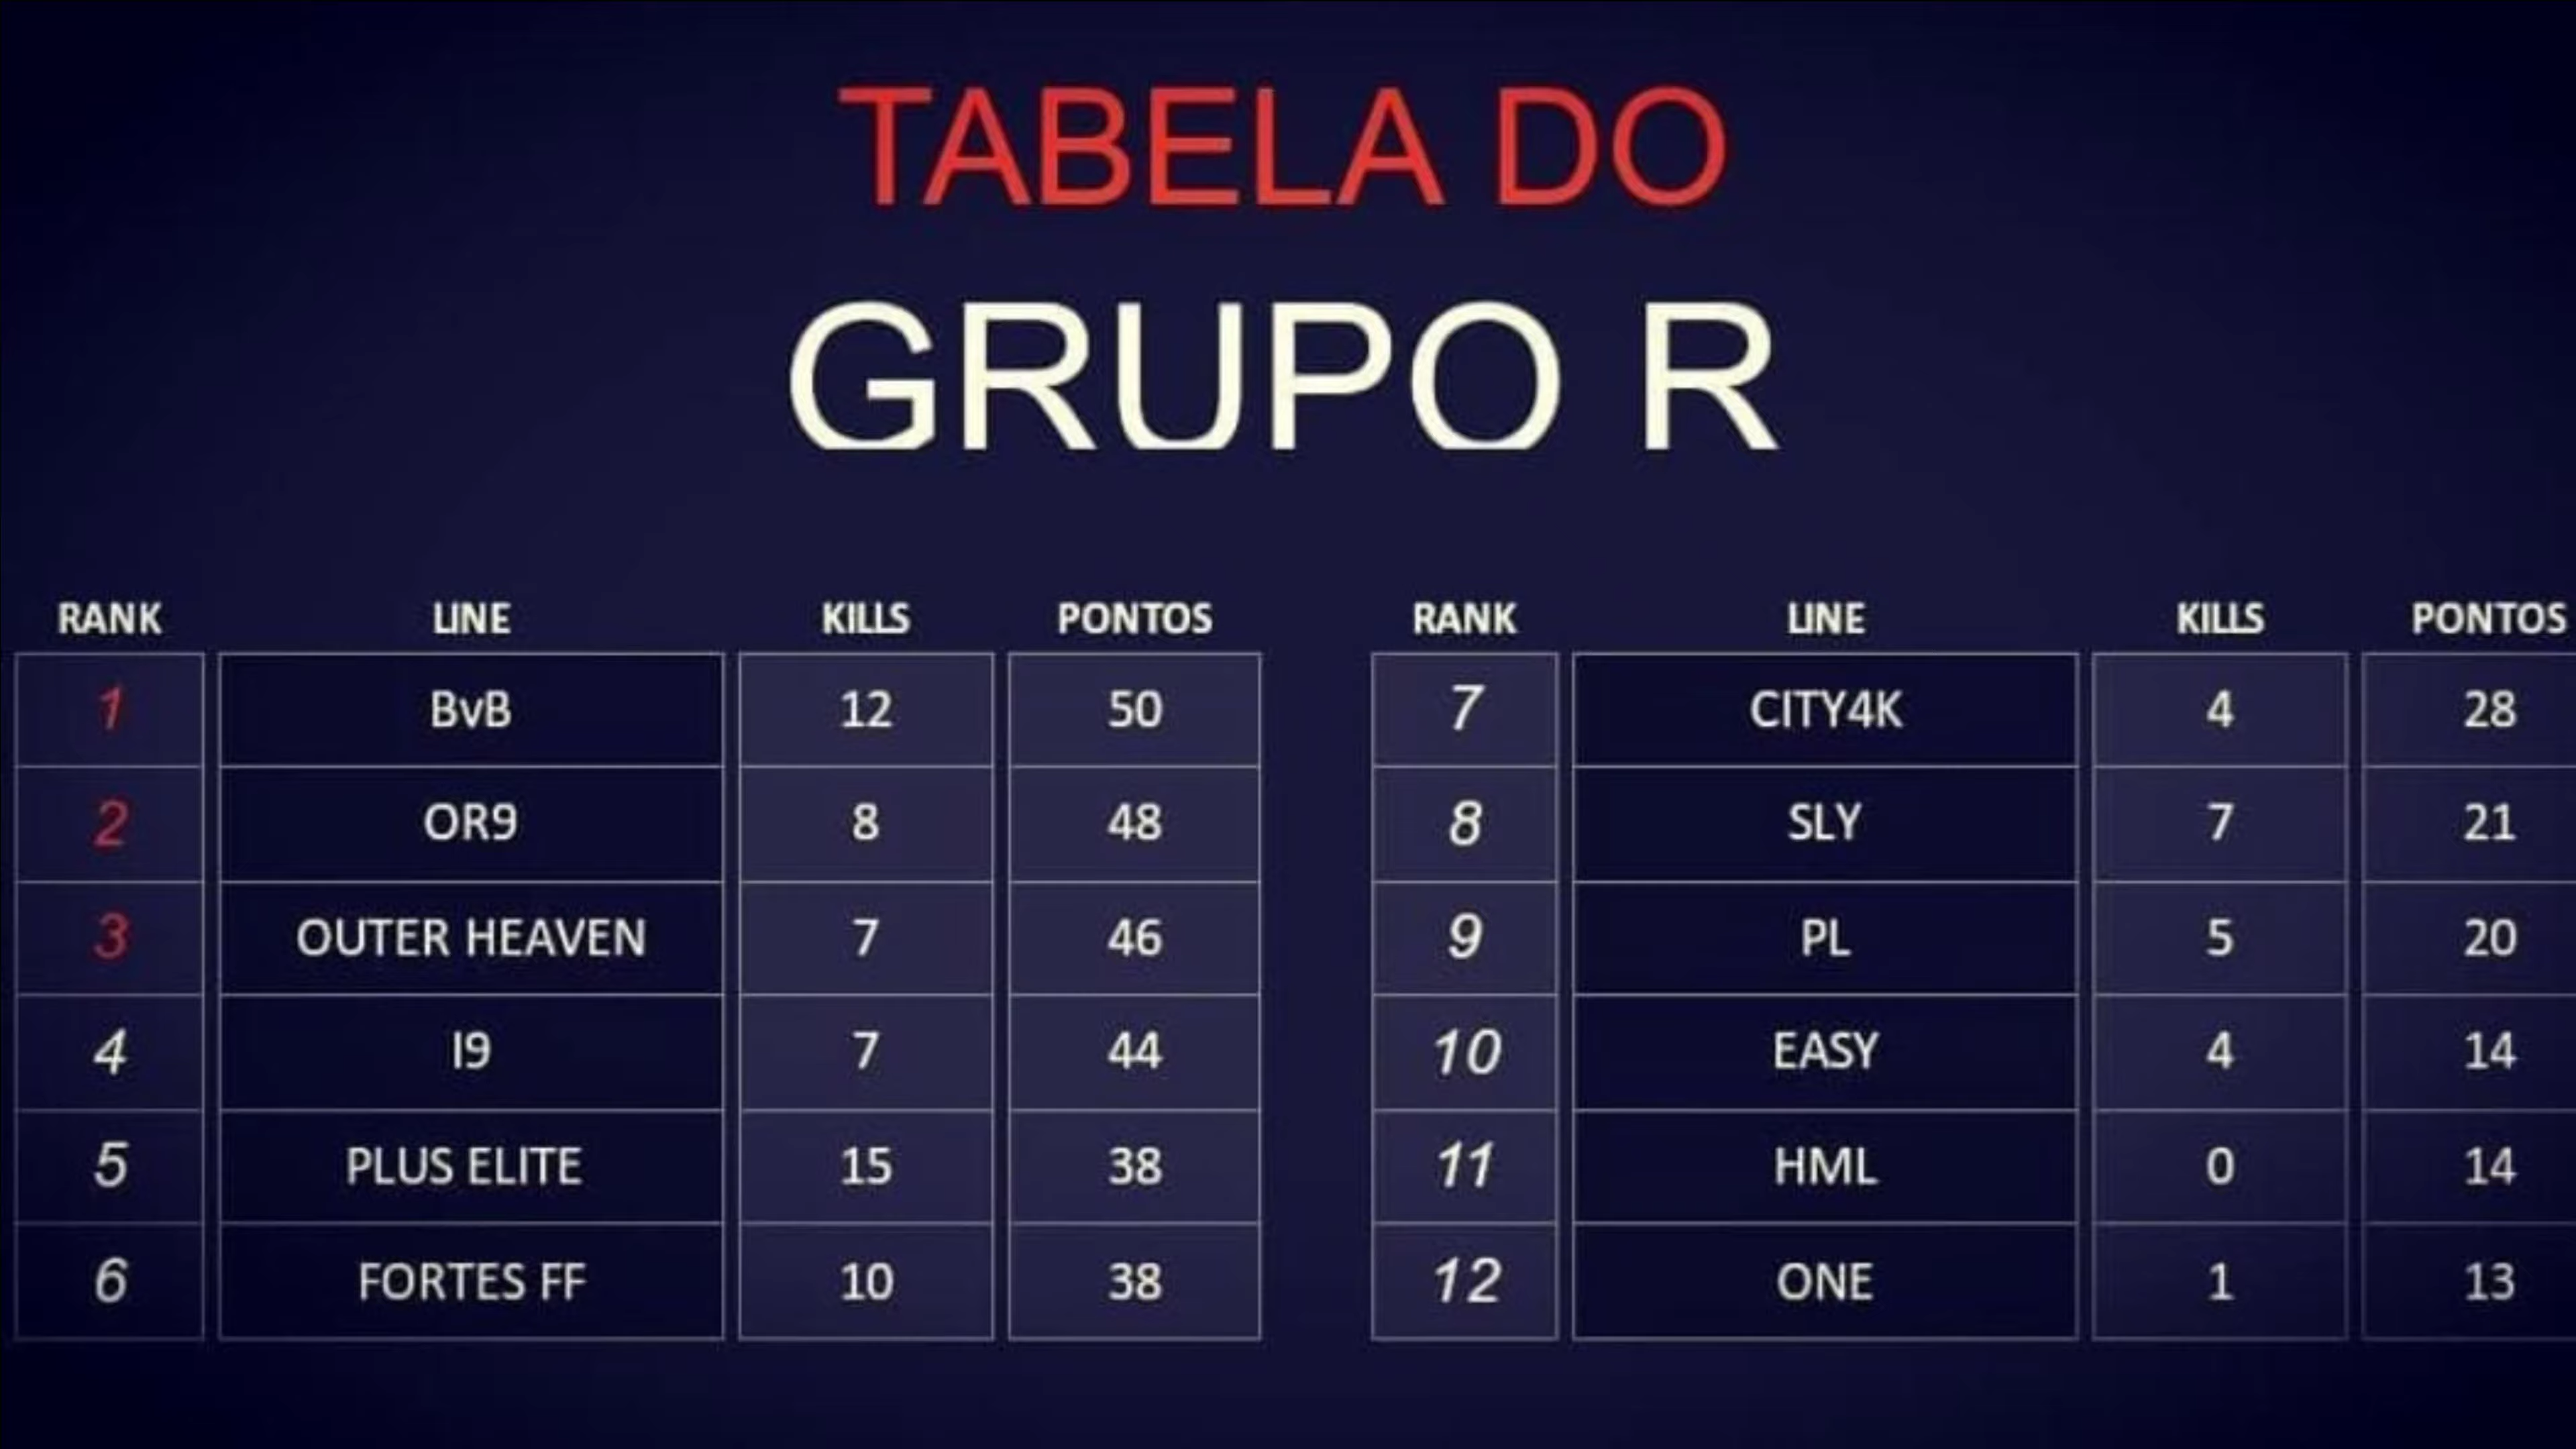 TABELA DO
GRUPO R
RANK LINE KILLS PONTOS
1 BvB 12 50
2 OR9 8 48
3 OUTER HEAVEN 7 46
4 I9 7 44
5 PLUS ELITE 15 38
6 FORTES FF 10 38
RANK LINE KILLS PONTOS
7 CITY4K 4 28
8 SLY 7 21
9 PL 5 20
10 EASY 4 14
11 HML 0 14
12 ONE 1 13